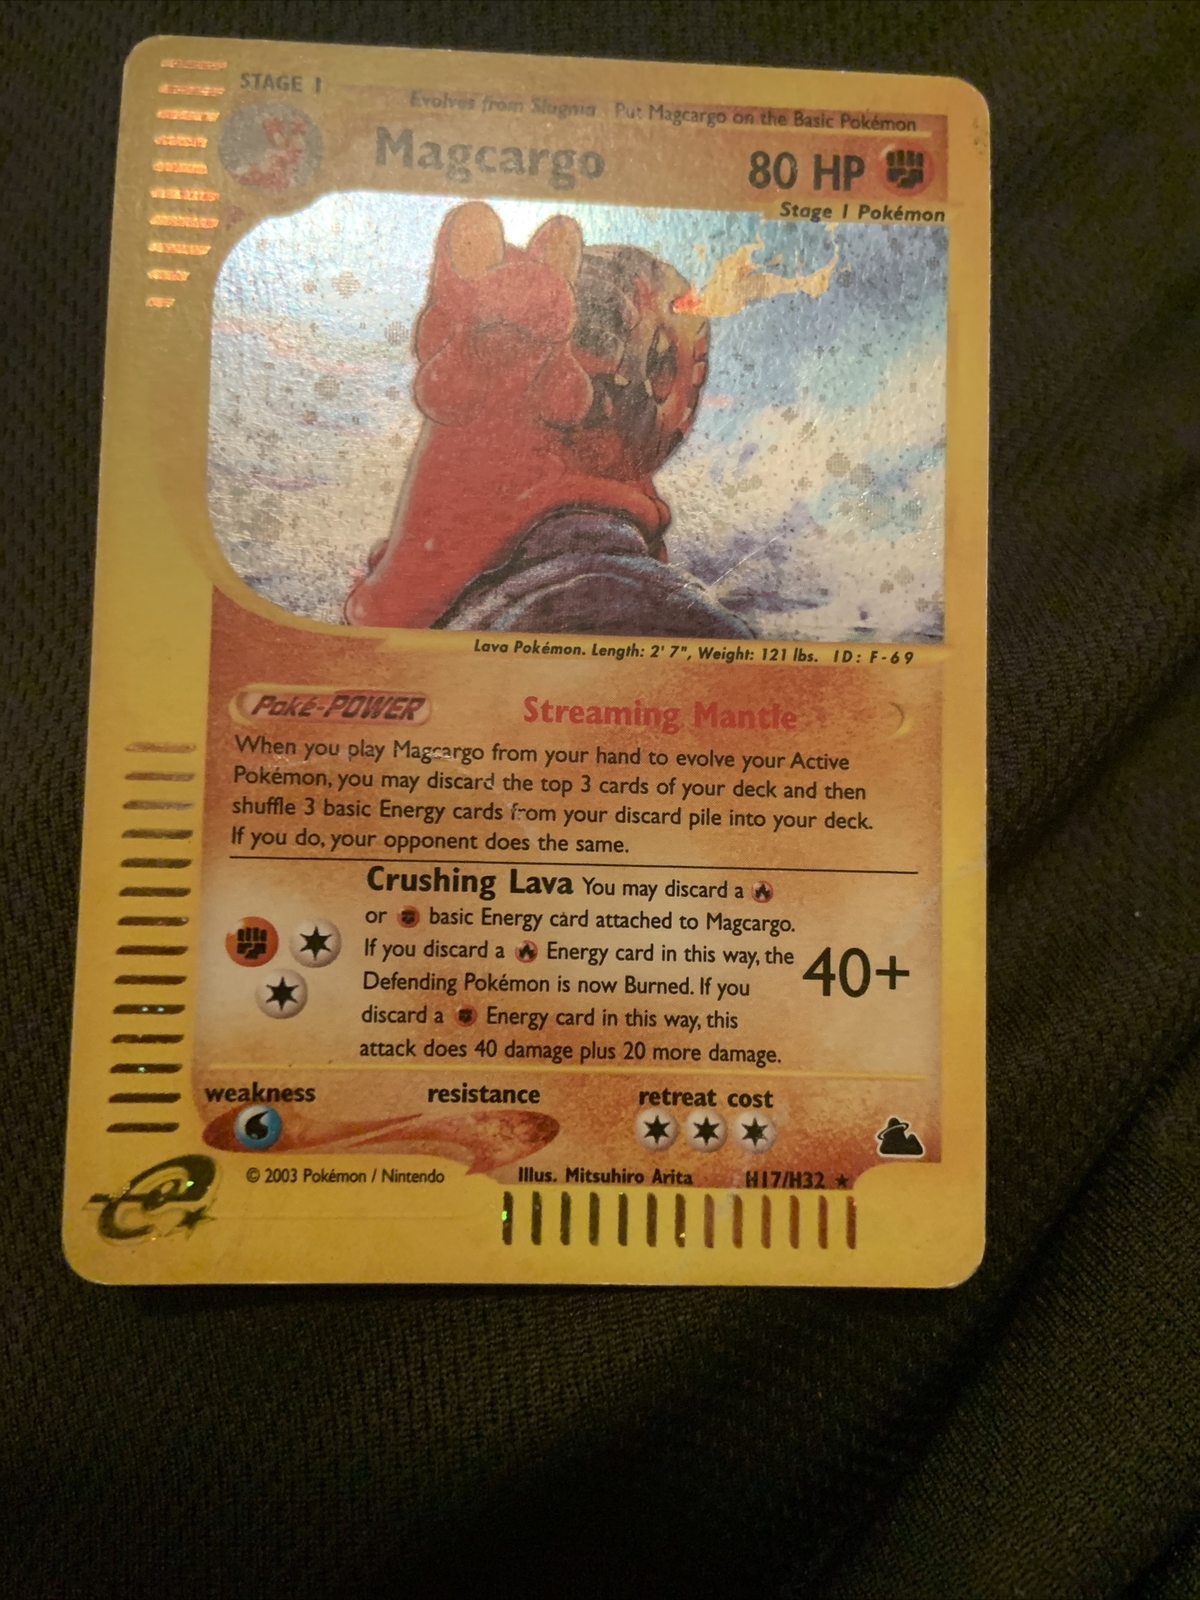 STAGE 1
Evolves from Slugma Put Magcargo on the Basic Pokémon
Magcargo
80 HP
Stage 1 Pokémon
Lava Pokémon. Length: 2' 7", Weight: 121 lbs. ID: F-69
Poké-POWER Streaming Mantle
When you play Magcargo from your hand to evolve your Active
Pokémon, you may discard the top 3 cards of your deck and then
shuffle 3 basic Energy cards from your discard pile into your deck.
If you do, your opponent does the same.
Crushing Lava You may discard a
or basic Energy card attached to Magcargo.
If you discard a Energy card in this way, the
Defending Pokémon is now Burned. If you
discard a Energy card in this way, this
attack does 40 damage plus 20 more damage.
40+
weakness resistance retreat cost
© 2003 Pokémon / Nintendo Illus. Mitsuhiro Arita H17/H32 ★
e